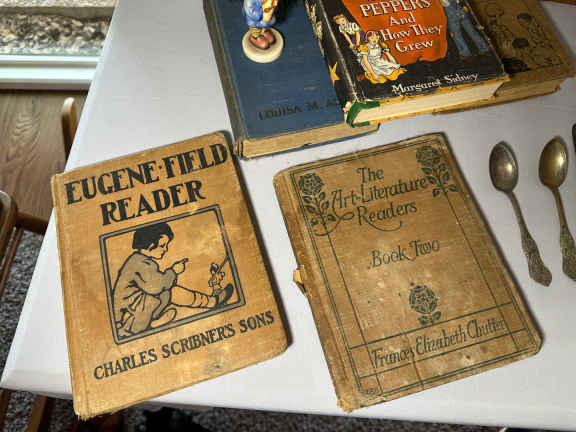 LOUISA M. A
PEPPERS
And
How They
Grew
Margaret Sidney
EUGENE·FIELD
READER
CHARLES SCRIBNER'S SONS
The
Art-Literature
Readers
Book Two
Frances Elizabeth Chutter